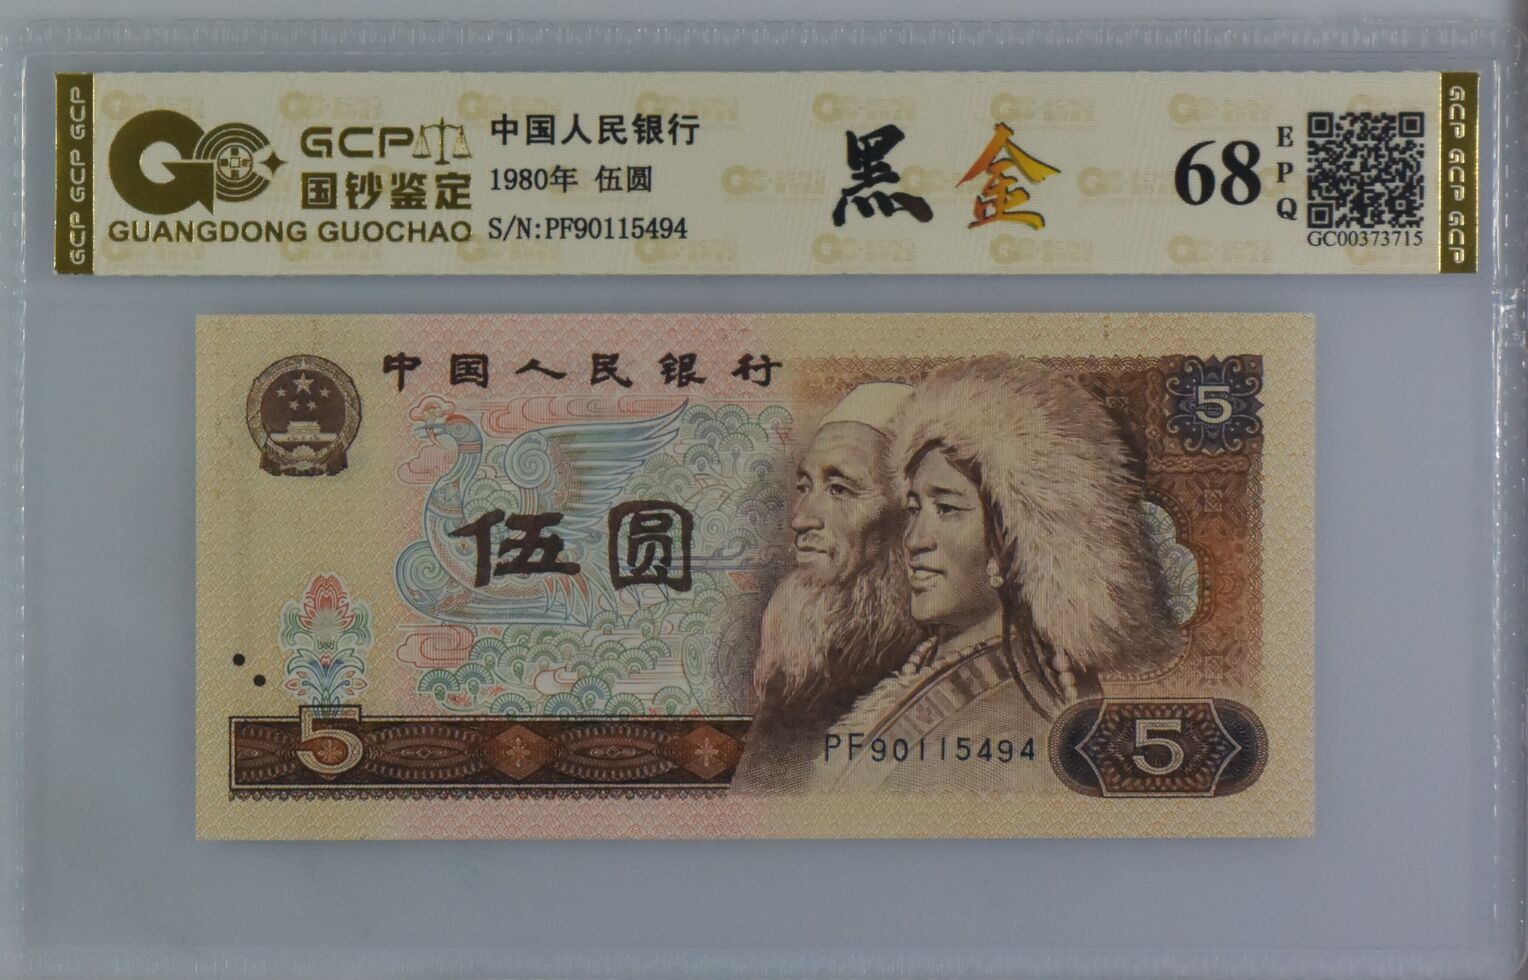 GCP GCP GCP
GCP
国钞鉴定
GUANGDONG GUOCHAO
中国人民银行
1980年 伍圆
S/N:PF90115494
黑金
68
EPQ
GC00373715
GCP GCP GCP
中国人民银行
5
伍圆
5
PF90115494
5